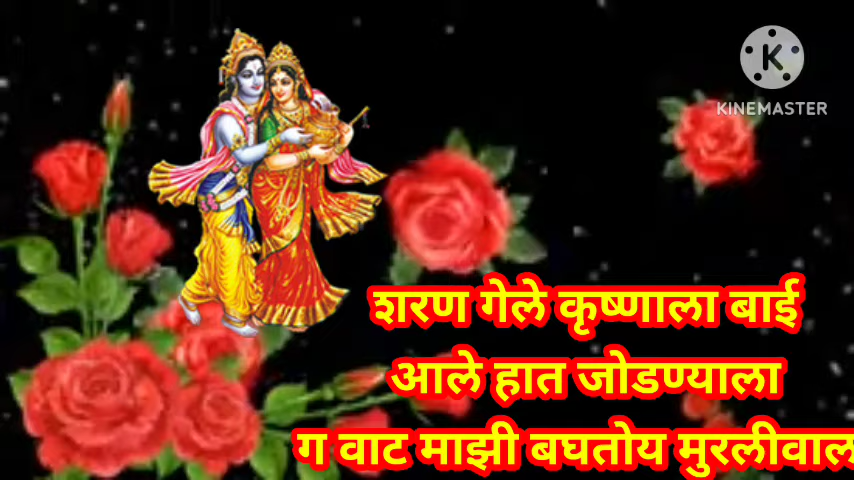 KINEMASTER
शरण गेले कृष्णाला बाई
आले हात जोडण्याला
ग वाट माझी बघतोय मुरलीवाल